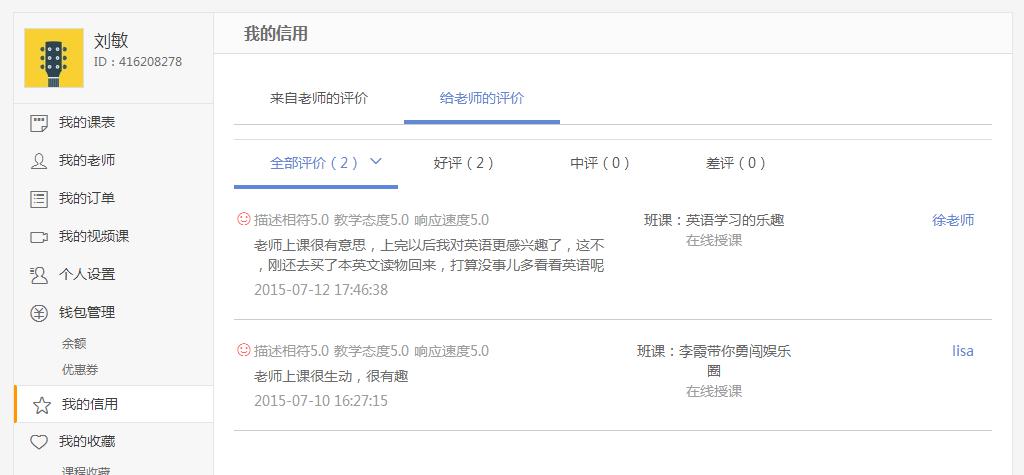 刘敏
ID：416208278
我的课表
我的老师
我的订单
我的视频课
个人设置
钱包管理
余额
优惠券
我的信用
我的收藏
课程收藏
我的信用
来自老师的评价
给老师的评价
全部评价（2）
好评（2）
中评（0）
差评（0）
描述相符5.0 教学态度5.0 响应速度5.0
老师上课很有意思，上完以后我对英语更感兴趣了，这不
，刚还去买了本英文读物回来，打算没事儿多看看英语呢
2015-07-12 17:46:38
班课：英语学习的乐趣
在线授课
徐老师
描述相符5.0 教学态度5.0 响应速度5.0
老师上课很生动，很有趣
2015-07-10 16:27:15
班课：李霞带你勇闯娱乐
圈
在线授课
lisa